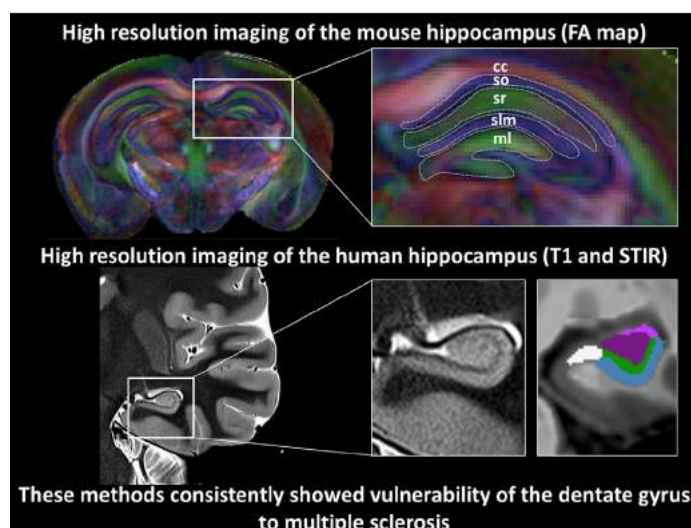 High resolution imaging of the mouse hippocampus (FA map)
cc
so
sr
slm
ml
High resolution imaging of the human hippocampus (T1 and STIR)
These methods consistently showed vulnerability of the dentate gyrus
to multiple sclerosis